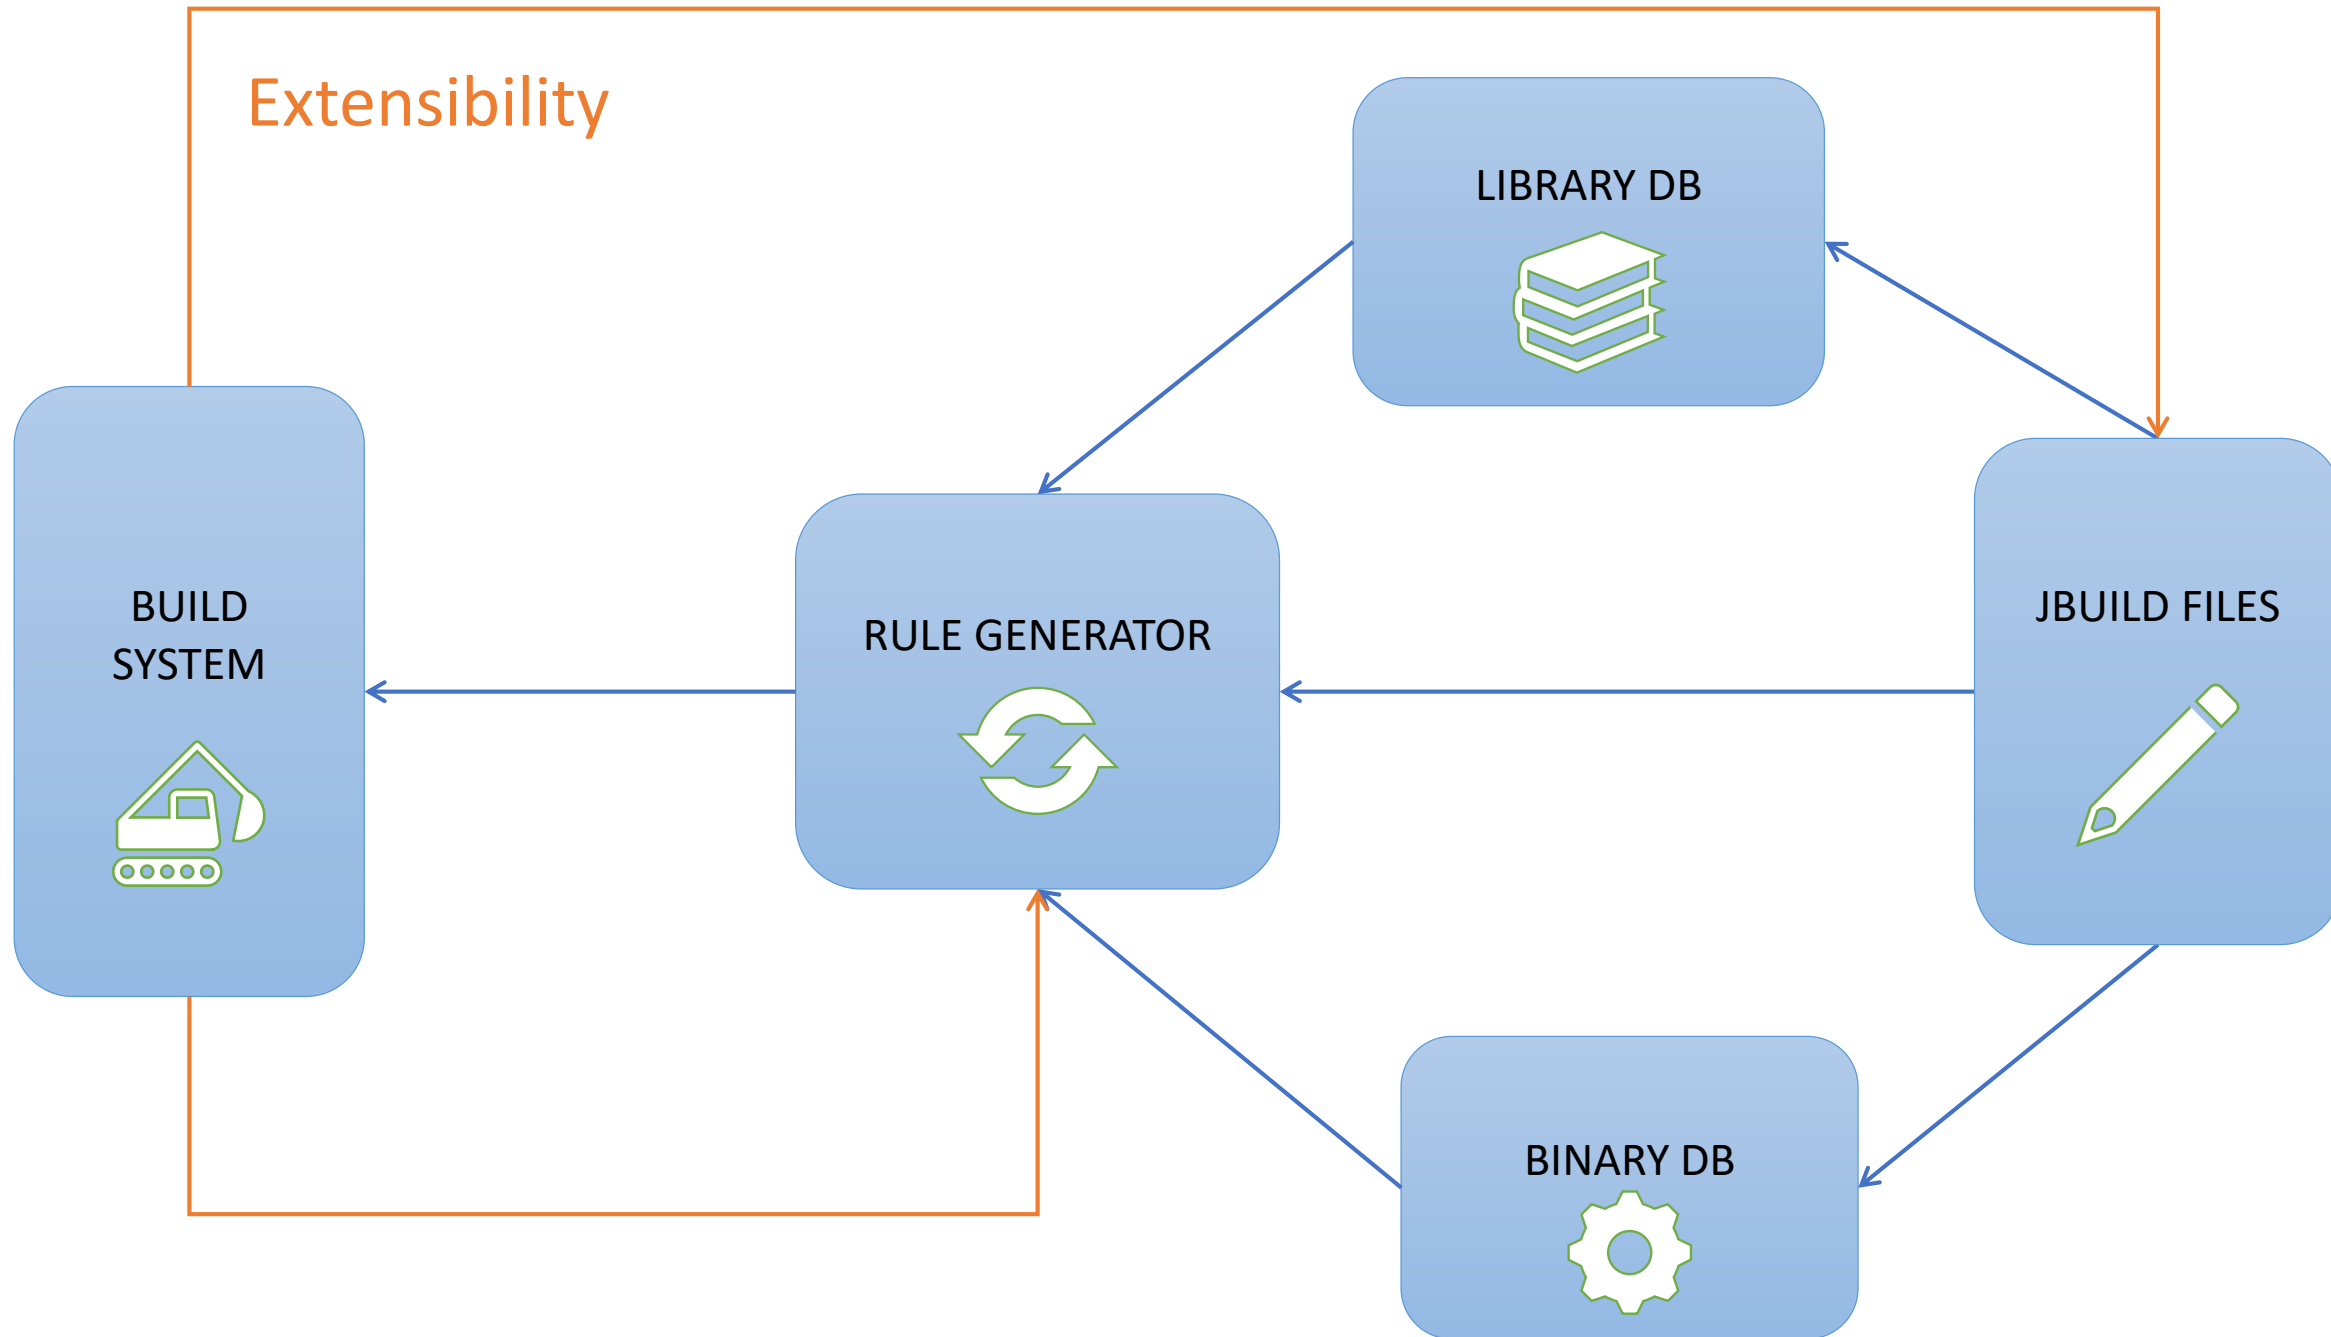 Extensibility
LIBRARY DB
BUILD
SYSTEM
RULE GENERATOR
JBUILD FILES
BINARY DB